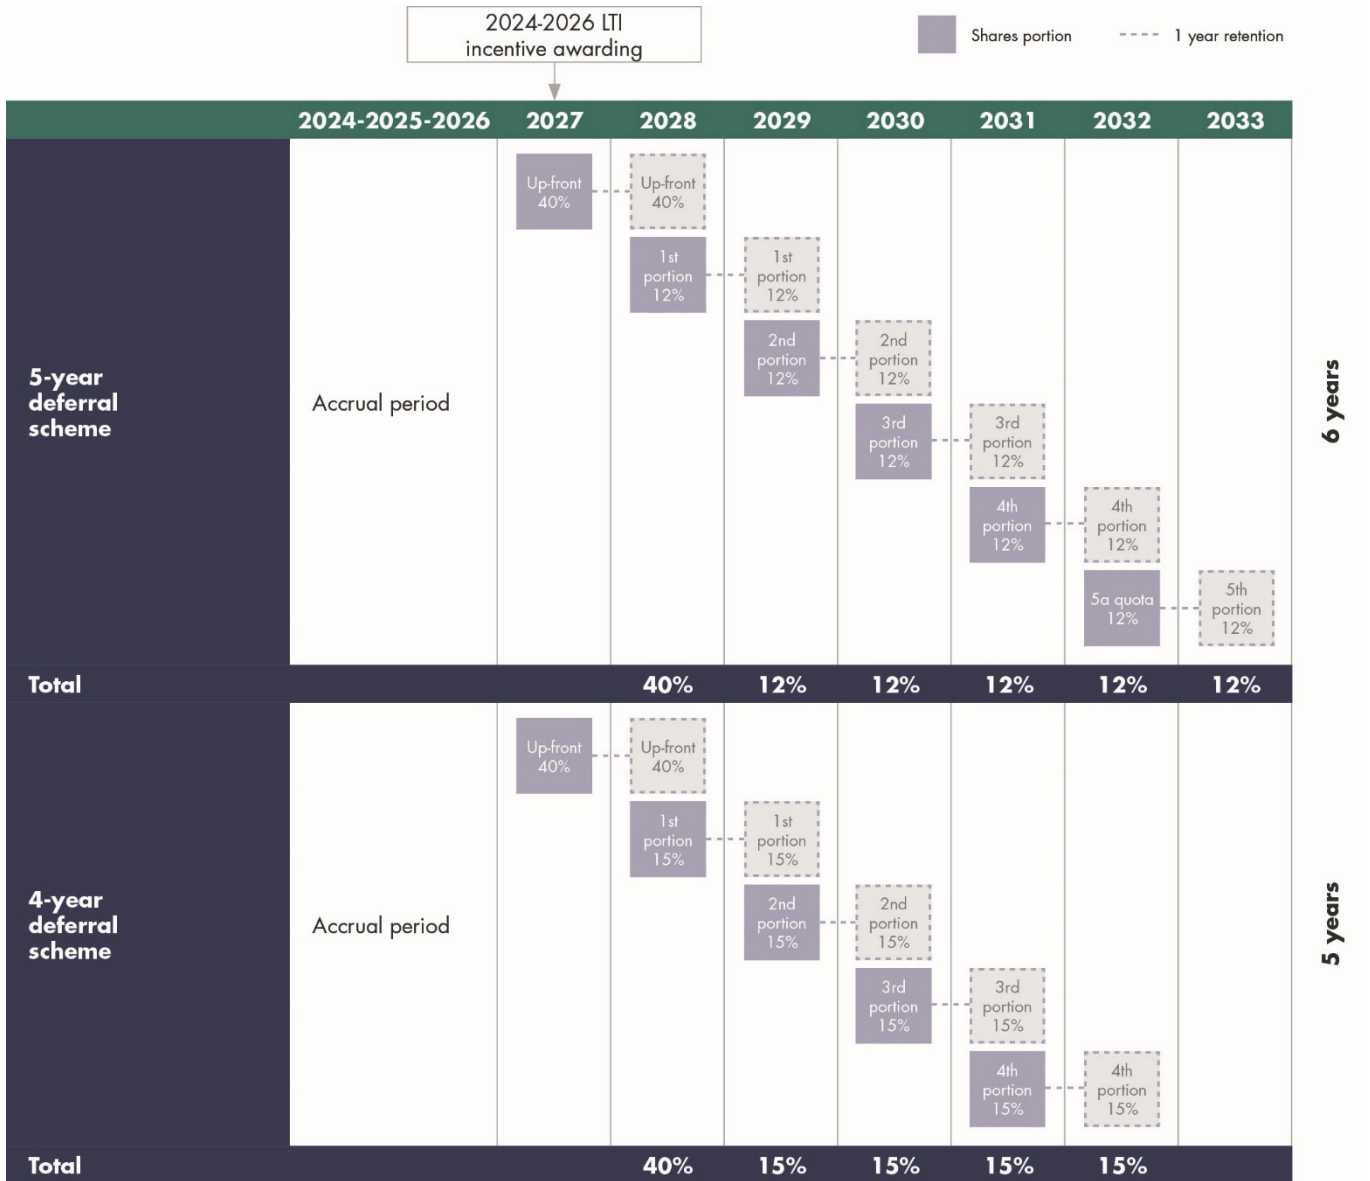 2024-2026 LTI
incentive awarding
Shares portion
1 year retention
2024-2025-2026 2027 2028 2029 2030 2031 2032 2033
5-year
deferral
scheme
Accrual period
Up-front
40%
Up-front
40%
1st
portion
12%
1st
portion
12%
2nd
portion
12%
2nd
portion
12%
3rd
portion
12%
3rd
portion
12%
4th
portion
12%
4th
portion
12%
5a quota
12%
5th
portion
12%
6 years
Total 40% 12% 12% 12% 12% 12%
4-year
deferral
scheme
Accrual period
Up-front
40%
Up-front
40%
1st
portion
15%
1st
portion
15%
2nd
portion
15%
2nd
portion
15%
3rd
portion
15%
3rd
portion
15%
4th
portion
15%
4th
portion
15%
5 years
Total 40% 15% 15% 15% 15%